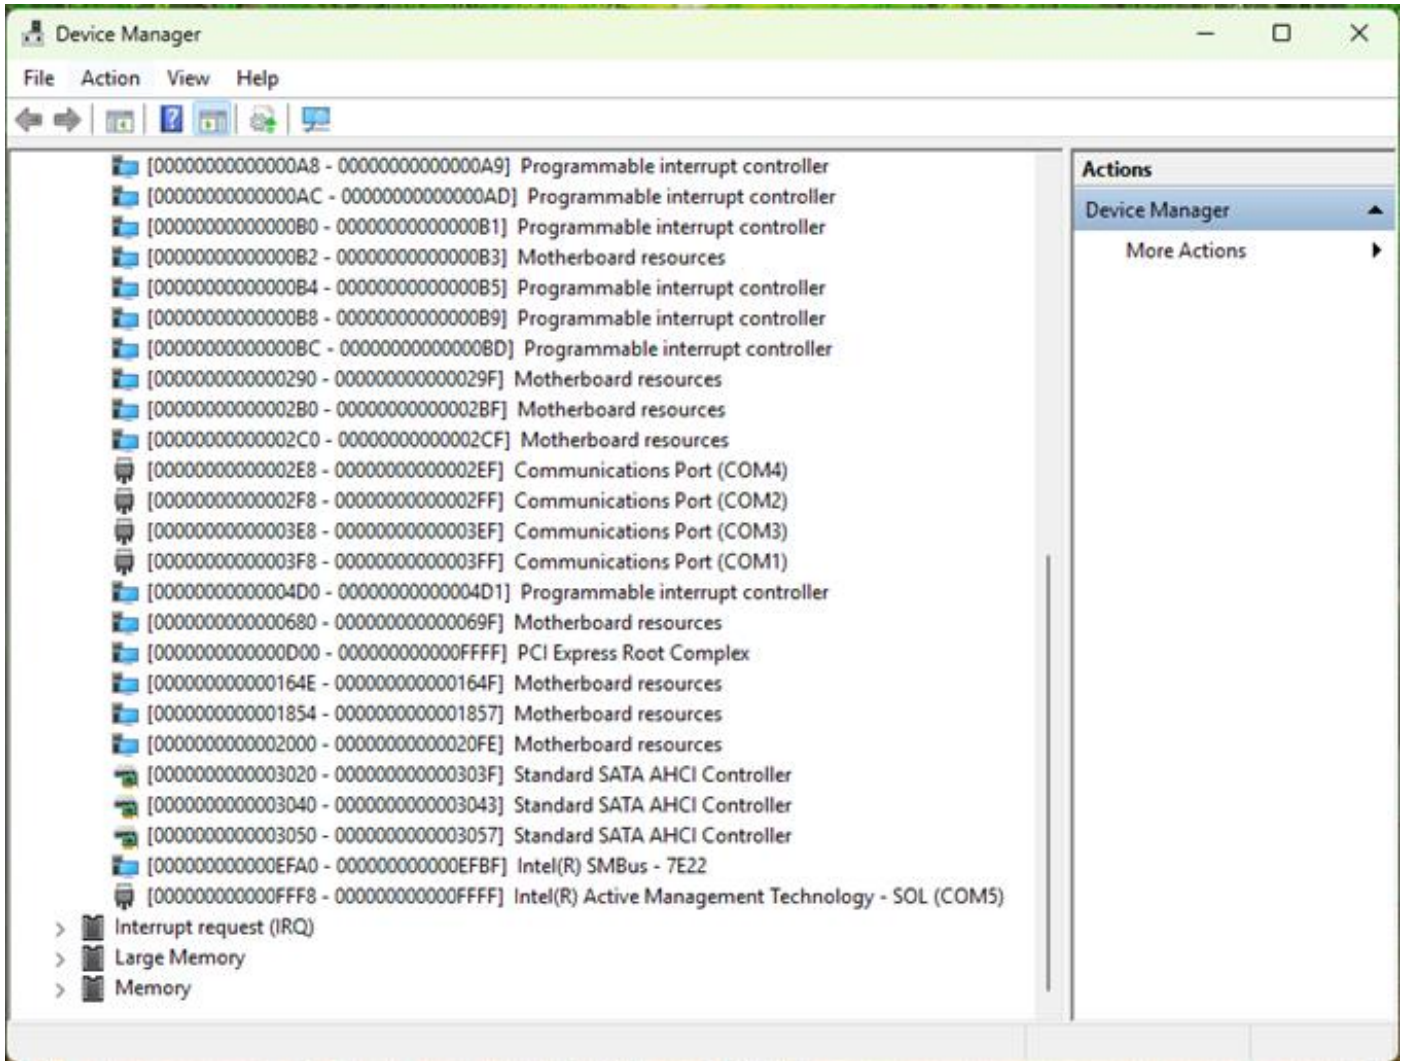 Device Manager
File Action View Help
[00000000000000A8 - 00000000000000A9] Programmable interrupt controller
[00000000000000AC - 00000000000000AD] Programmable interrupt controller
[00000000000000B0 - 00000000000000B1] Programmable interrupt controller
[00000000000000B2 - 00000000000000B3] Motherboard resources
[00000000000000B4 - 00000000000000B5] Programmable interrupt controller
[00000000000000B8 - 00000000000000B9] Programmable interrupt controller
[00000000000000BC - 00000000000000BD] Programmable interrupt controller
[0000000000000290 - 000000000000029F] Motherboard resources
[00000000000002B0 - 00000000000002BF] Motherboard resources
[00000000000002C0 - 00000000000002CF] Motherboard resources
[00000000000002E8 - 00000000000002EF] Communications Port (COM4)
[00000000000002F8 - 00000000000002FF] Communications Port (COM2)
[00000000000003E8 - 00000000000003EF] Communications Port (COM3)
[00000000000003F8 - 00000000000003FF] Communications Port (COM1)
[00000000000004D0 - 00000000000004D1] Programmable interrupt controller
[0000000000000680 - 000000000000069F] Motherboard resources
[0000000000000D00 - 000000000000FFFF] PCI Express Root Complex
[000000000000164E - 000000000000164F] Motherboard resources
[0000000000001854 - 0000000000001857] Motherboard resources
[0000000000002000 - 00000000000020FE] Motherboard resources
[0000000000003020 - 000000000000303F] Standard SATA AHCI Controller
[0000000000003040 - 0000000000003043] Standard SATA AHCI Controller
[0000000000003050 - 0000000000003057] Standard SATA AHCI Controller
[000000000000EFA0 - 000000000000EFBF] Intel(R) SMBus - 7E22
[000000000000FFF8 - 000000000000FFFF] Intel(R) Active Management Technology - SOL (COM5)
Interrupt request (IRQ)
Large Memory
Memory
Actions
Device Manager
More Actions